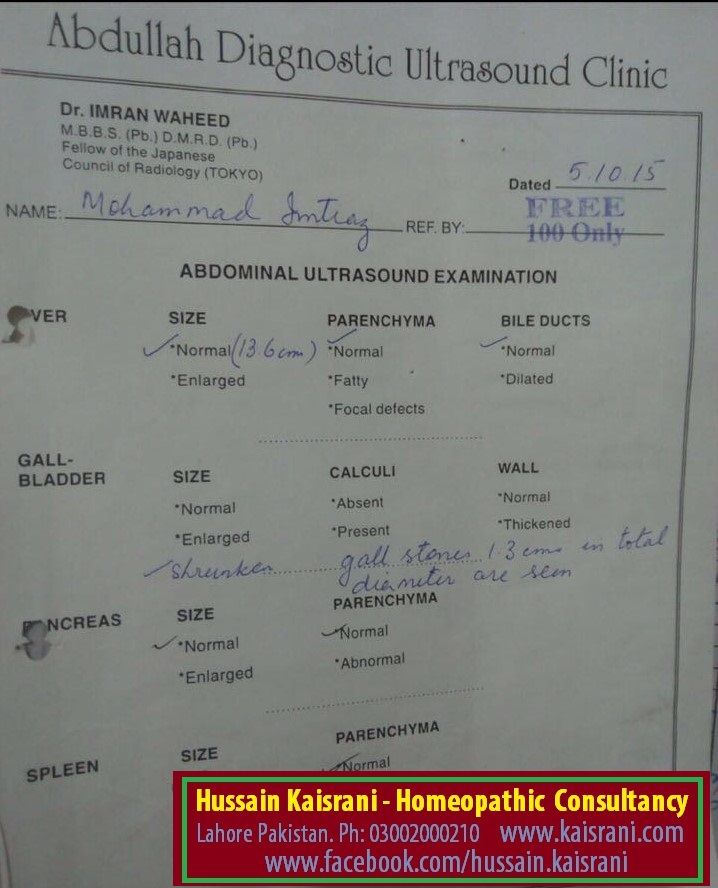 Abdullah Diagnostic Ultrasound Clinic
Dr. IMRAN WAHEED
M.B.B.S. (Pb.) D.M.R.D. (Pb.)
Fellow of the Japanese
Council of Radiology (TOKYO)
Dated 5.10.15
FREE
100 Only
NAME: Mohammad Imtiaz REF. BY:
ABDOMINAL ULTRASOUND EXAMINATION
VER SIZE PARENCHYMA BILE DUCTS
*Normal (13.6cm) *Normal *Normal
*Enlarged *Fatty *Dilated
*Focal defects
GALL-
BLADDER SIZE CALCULI WALL
*Normal *Absent *Normal
*Enlarged *Present *Thickened
shrunken gall stones 1.3 cms in total
diameter are seen
NCREAS SIZE PARENCHYMA
*Normal *Normal
*Enlarged *Abnormal
SPLEEN SIZE PARENCHYMA
*Normal
Hussain Kaisrani - Homeopathic Consultancy
Lahore Pakistan. Ph: 03002000210 www.kaisrani.com
www.facebook.com/hussain.kaisrani